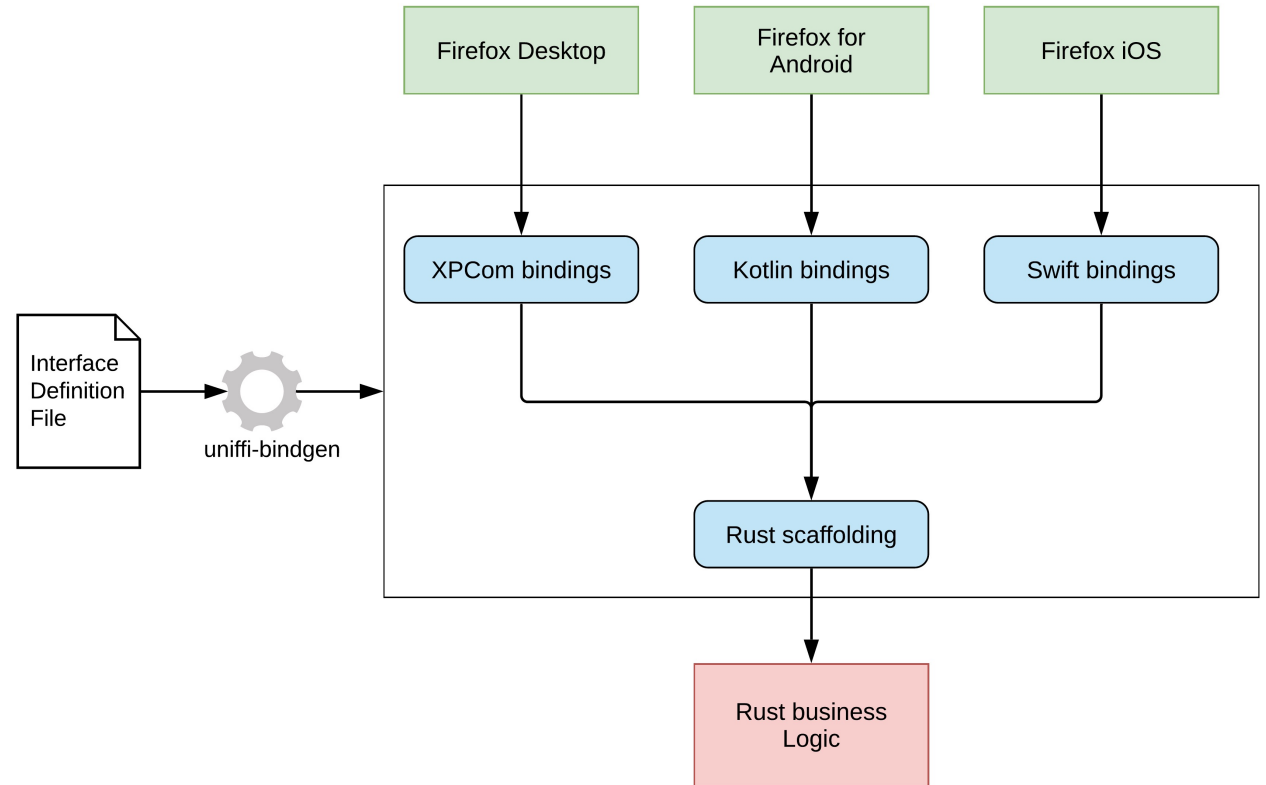 Firefox Desktop
Firefox for
Android
Firefox iOS
XPCom bindings
Kotlin bindings
Swift bindings
Interface
Definition
File
uniffi-bindgen
Rust scaffolding
Rust business
Logic